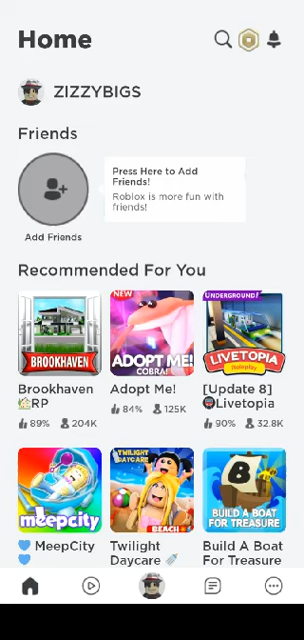 Home
ZIZZYBIGS
Friends
Press Here to Add
Friends!
Roblox is more fun with
friends!
Add Friends
Recommended For You
BROOKHAVEN
NEW
ADOPT ME!
COBRA!
UNDERGROUND!
LIVETOPIA
Roleplay
Brookhaven
🏡RP
Adopt Me!
[Update 8]
Livetopia
89% 204K
84% 125K
90% 32.8K
meepcity
TWILIGHT
DAYCARE
BEACH
8
BUILD A BOAT
FOR TREASURE
💙 MeepCity
💙
Twilight
Daycare 🍼
Build A Boat
For Treasure